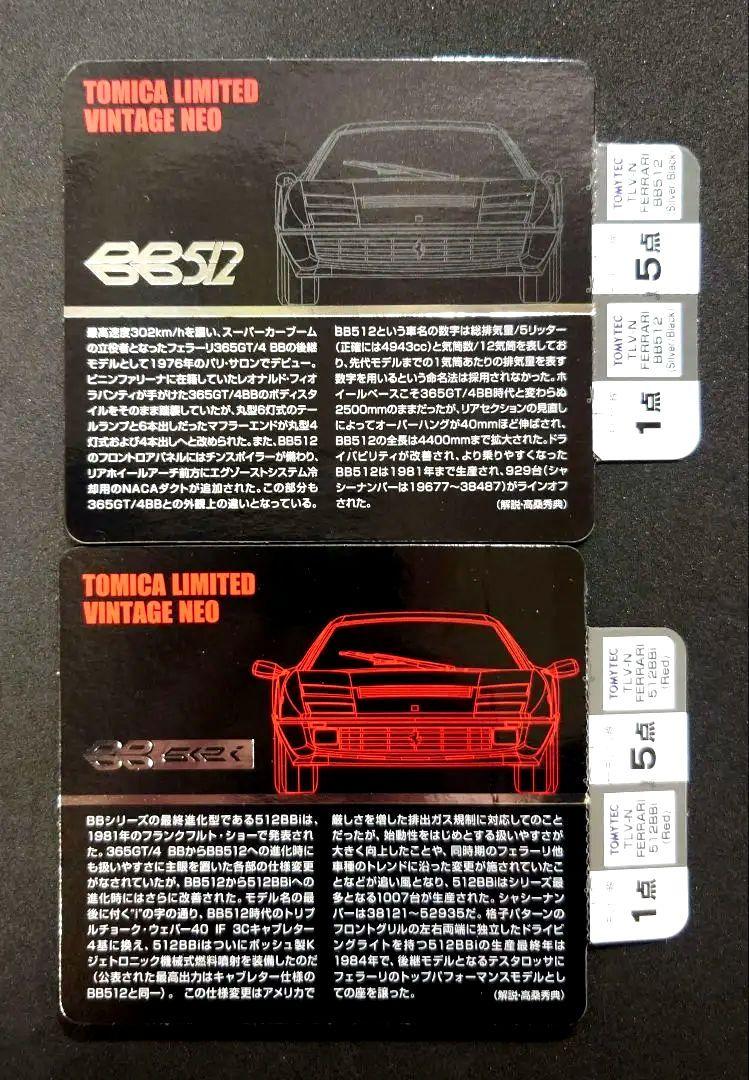 TOMICA LIMITED
VINTAGE NEO
BB512
最高速度302km/hを謳い、スーパーカーブーム
の立役者となったフェラーリ365GT/4 BBの後継
モデルとして1976年のパリ・サロンでデビュー。
ピニンファリーナに在籍していたレオナルド・フィオ
ラバンティが手がけた365GT/4BBのボディスタ
イルをそのまま踏襲していたが、丸型6灯式のテー
ルランプと6本出しだったマフラーエンドが丸型4
灯式および4本出しへと改められた。また、BB512
のフロントロアパネルにはチンスポイラーが備わり、
リアホイールアーチ前方にエグゾーストシステム冷
却用のNACAダクトが追加された。この部分も
365GT/4BBとの外観上の違いとなっている。
BB512という車名の数字は総排気量/5リッター
(正確には4943cc)と気筒数/12気筒を表してお
り、先代モデルまでの1気筒あたりの排気量を表す
数字を用いるという命名法は採用されなかった。ホ
イールベースこそ365GT/4BB時代と変わらぬ
2500mmのままだったが、リアセクションの見直し
によってオーバーハングが40mmほど伸ばされ、
BB512の全長は4400mmまで拡大された。ドラ
イバビリティが改善され、より乗りやすくなった
BB512は1981年まで生産され、929台(シャ
シーナンバーは19677〜38487)がラインオフ
された。
(解説・高桑秀典)
TOMYTEC
TLV-N
FERRARI
BB512
(Silver/Black)
5点
TOMYTEC
TLV-N
FERRARI
BB512
(Silver/Black)
1点
TOMICA LIMITED
VINTAGE NEO
BB 512i
BBシリーズの最終進化型である512BBiは、
1981年のフランクフルト・ショーで発表され
た。365GT/4 BBからBB512への進化時に
も扱いやすさに主眼を置いた各部の仕様変更
がなされていたが、BB512から512BBiへの
進化時にはさらに改善された。モデル名の最
後に付く"i"の字の通り、BB512時代のトリプ
ルチョーク・ウェバー40 IF 3Cキャブレター
4基に換え、512BBiはついにボッシュ製K
ジェトロニック機械式燃料噴射を装備したのだ
(公表された最高出力はキャブレター仕様の
BB512と同一)。この仕様変更はアメリカで
厳しさを増した排出ガス規制に対応してのこと
だったが、始動性をはじめとする扱いやすさが
大きく向上したことや、同時期のフェラーリ他
車種のトレンドに沿った変更が施されていたこ
となどが追い風となり、512BBiはシリーズ最
多となる1007台が生産された。シャシーナン
バーは38121〜52935だ。格子パターンの
フロントグリルの左右両端に独立したドライビ
ングライトを持つ512BBiの生産最終年は
1984年で、後継モデルとなるテスタロッサに
フェラーリのトップパフォーマンスモデルとし
ての座を譲った。
(解説・高桑秀典)
TOMYTEC
TLV-N
FERRARI
512BBi
(Red)
5点
TOMYTEC
TLV-N
FERRARI
512BBi
(Red)
1点